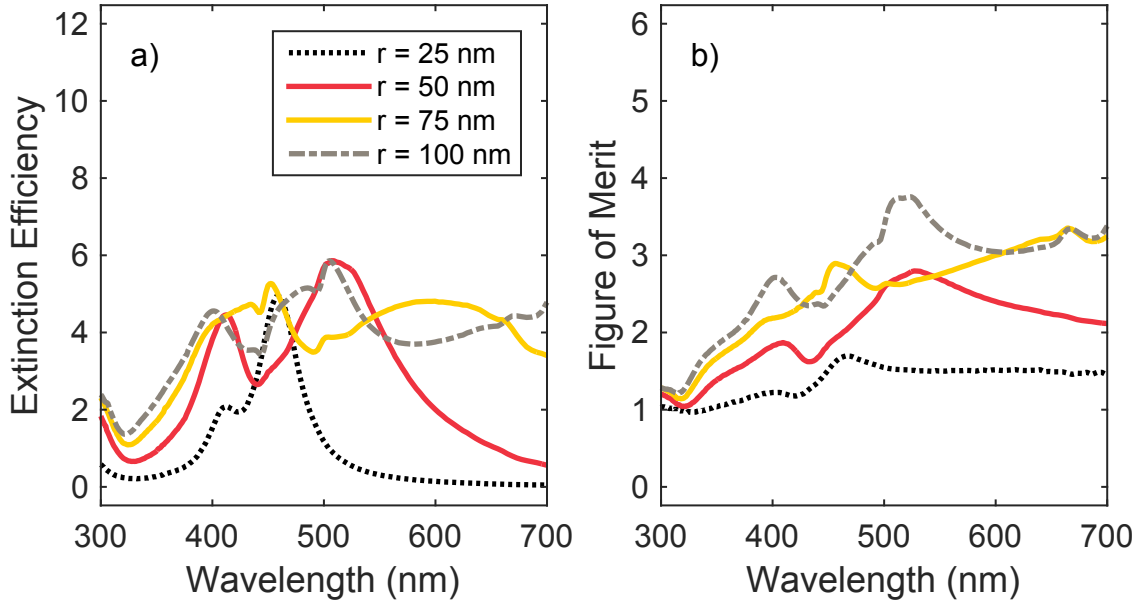 a)
r = 25 nm
r = 50 nm
r = 75 nm
r = 100 nm
Extinction Efficiency
12
10
8
6
4
2
0
300 400 500 600 700
Wavelength (nm)
b)
Figure of Merit
6
5
4
3
2
1
0
300 400 500 600 700
Wavelength (nm)